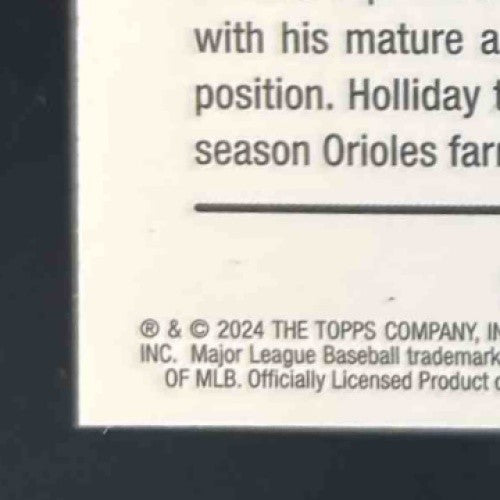 with his mature a
position. Holliday
season Orioles far
® & © 2024 THE TOPPS COMPANY, IN
INC. Major League Baseball trademark
OF MLB. Officially Licensed Product